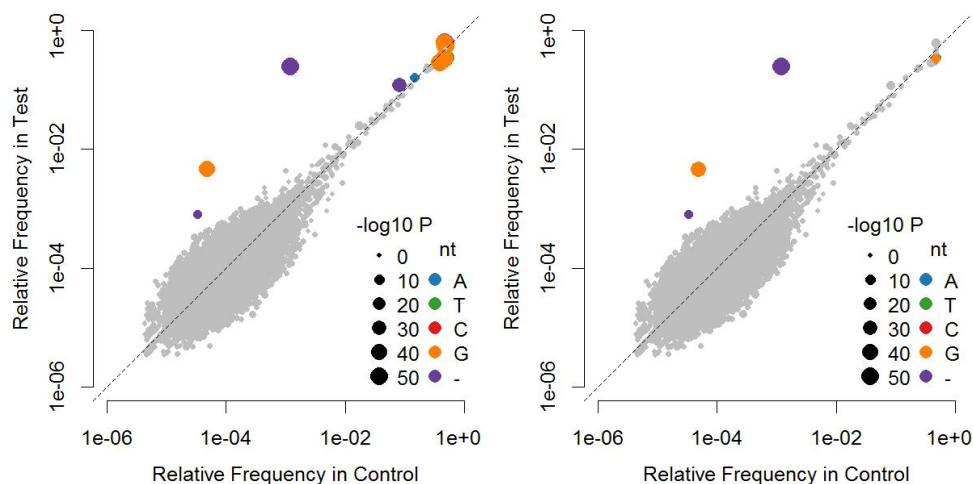 Relative Frequency in Test
1e+0
1e-02
1e-04
1e-06
-log10 P
nt
0
10 A
20 T
30 C
40 G
50 -
1e-06 1e-04 1e-02 1e+0
Relative Frequency in Control
Relative Frequency in Test
1e+0
1e-02
1e-04
1e-06
-log10 P
nt
0
10 A
20 T
30 C
40 G
50 -
1e-06 1e-04 1e-02 1e+0
Relative Frequency in Control